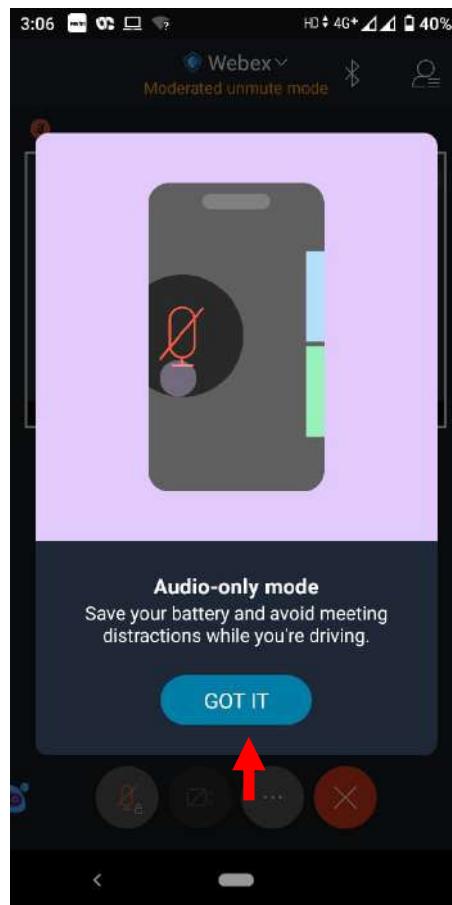 3:06 HD 4G+ 40%
Webex
Moderated unmute mode
Audio-only mode
Save your battery and avoid meeting
distractions while you're driving.
GOT IT